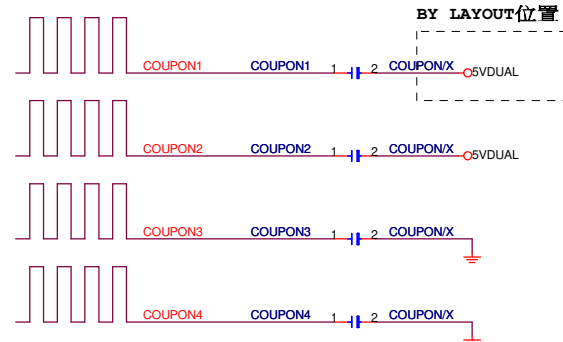 BY LAYOUT位置
COUPON1 COUPON1 1 2 COUPON/X 5VDUAL
COUPON2 COUPON2 1 2 COUPON/X 5VDUAL
COUPON3 COUPON3 1 2 COUPON/X
COUPON4 COUPON4 1 2 COUPON/X